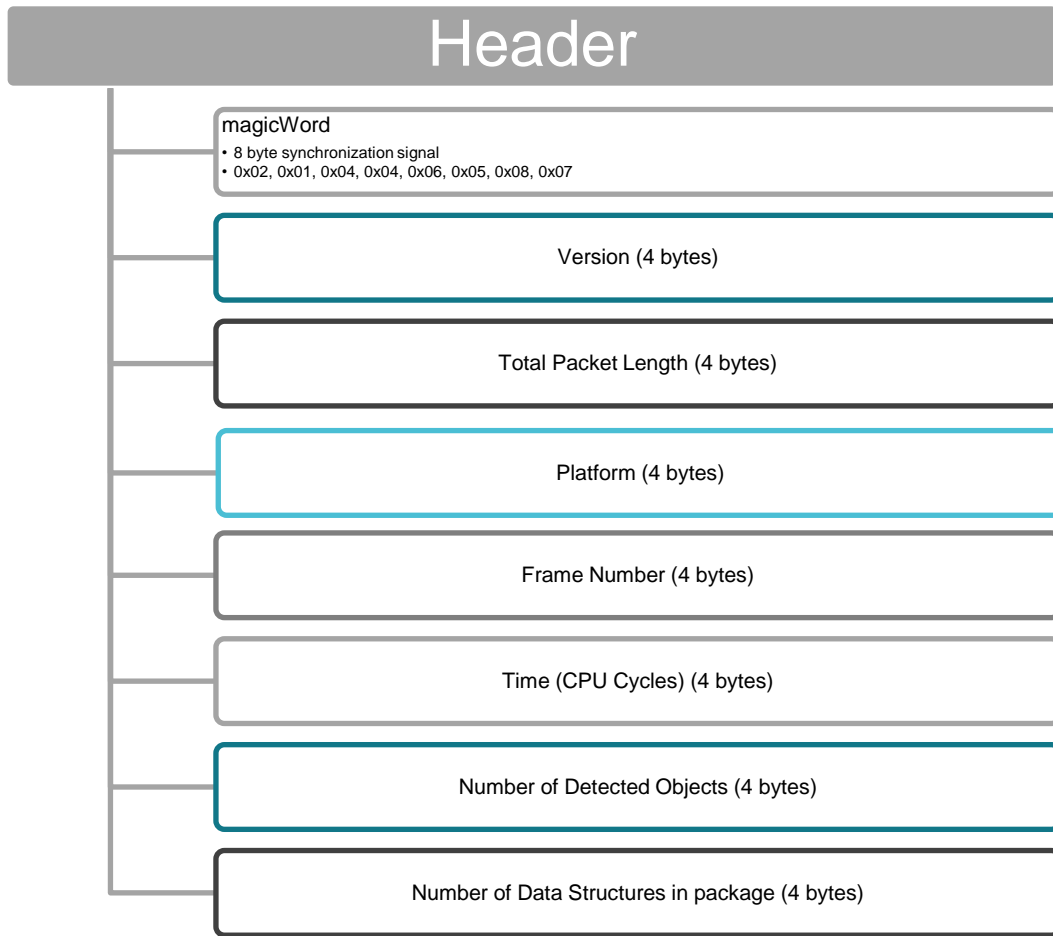 Header
magicWord
• 8 byte synchronization signal
• 0x02, 0x01, 0x04, 0x04, 0x06, 0x05, 0x08, 0x07
Version (4 bytes)
Total Packet Length (4 bytes)
Platform (4 bytes)
Frame Number (4 bytes)
Time (CPU Cycles) (4 bytes)
Number of Detected Objects (4 bytes)
Number of Data Structures in package (4 bytes)